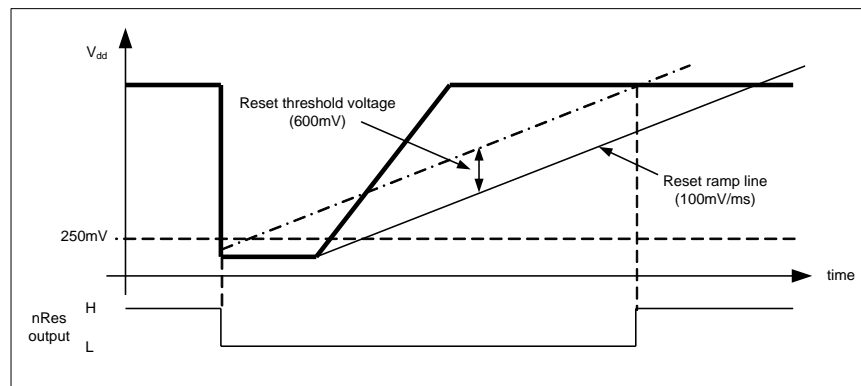 Vdd
Reset threshold voltage
(600mV)
Reset ramp line
(100mV/ms)
250mV
time
H
nRes
output
L